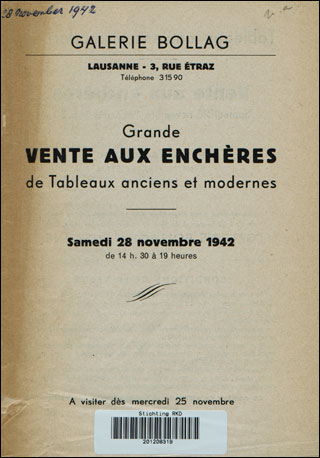 28 november 1942
GALERIE BOLLAG
LAUSANNE - 3, RUE ÉTRAZ
Téléphone 31590
Grande
VENTE AUX ENCHÈRES
de Tableaux anciens et modernes
Samedi 28 novembre 1942
de 14 h. 30 à 19 heures
A visiter dès mercredi 25 novembre
Stichting RKD
201208319